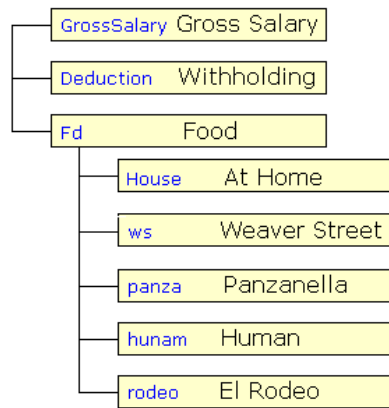 GrossSalary Gross Salary
Deduction Withholding
Fd Food
House At Home
ws Weaver Street
panza Panzanella
hunam Human
rodeo El Rodeo